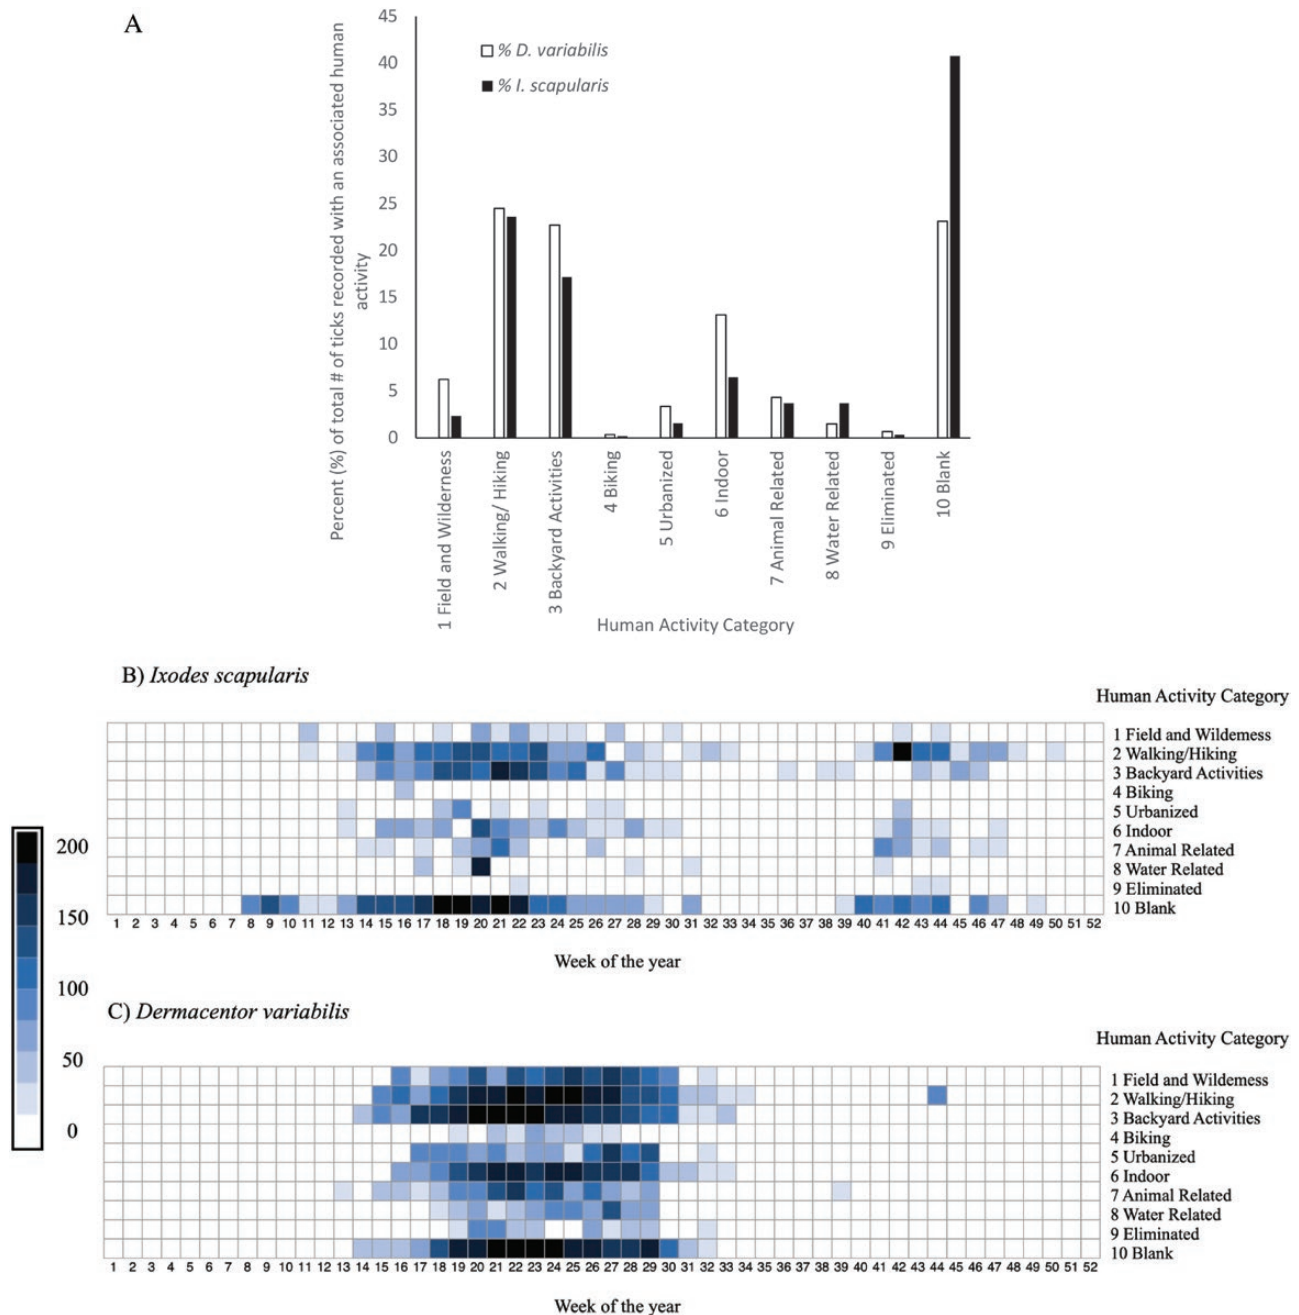 A
Percent (%) of total # of ticks recorded with an associated human
activity
45
40
35
30
25
20
15
10
5
0
% D. variabilis
% I. scapularis
1 Field and Wilderness
2 Walking/ Hiking
3 Backyard Activities
4 Biking
5 Urbanized
6 Indoor
7 Animal Related
8 Water Related
9 Eliminated
10 Blank
Human Activity Category
B) Ixodes scapularis
Human Activity Category
1 Field and Wildemess
2 Walking/Hiking
3 Backyard Activities
4 Biking
5 Urbanized
6 Indoor
7 Animal Related
8 Water Related
9 Eliminated
10 Blank
1 2 3 4 5 6 7 8 9 10 11 12 13 14 15 16 17 18 19 20 21 22 23 24 25 26 27 28 29 30 31 32 33 34 35 36 37 38 39 40 41 42 43 44 45 46 47 48 49 50 51 52
Week of the year
200
150
100
50
0
C) Dermacentor variabilis
Human Activity Category
1 Field and Wildemess
2 Walking/Hiking
3 Backyard Activities
4 Biking
5 Urbanized
6 Indoor
7 Animal Related
8 Water Related
9 Eliminated
10 Blank
1 2 3 4 5 6 7 8 9 10 11 12 13 14 15 16 17 18 19 20 21 22 23 24 25 26 27 28 29 30 31 32 33 34 35 36 37 38 39 40 41 42 43 44 45 46 47 48 49 50 51 52
Week of the year